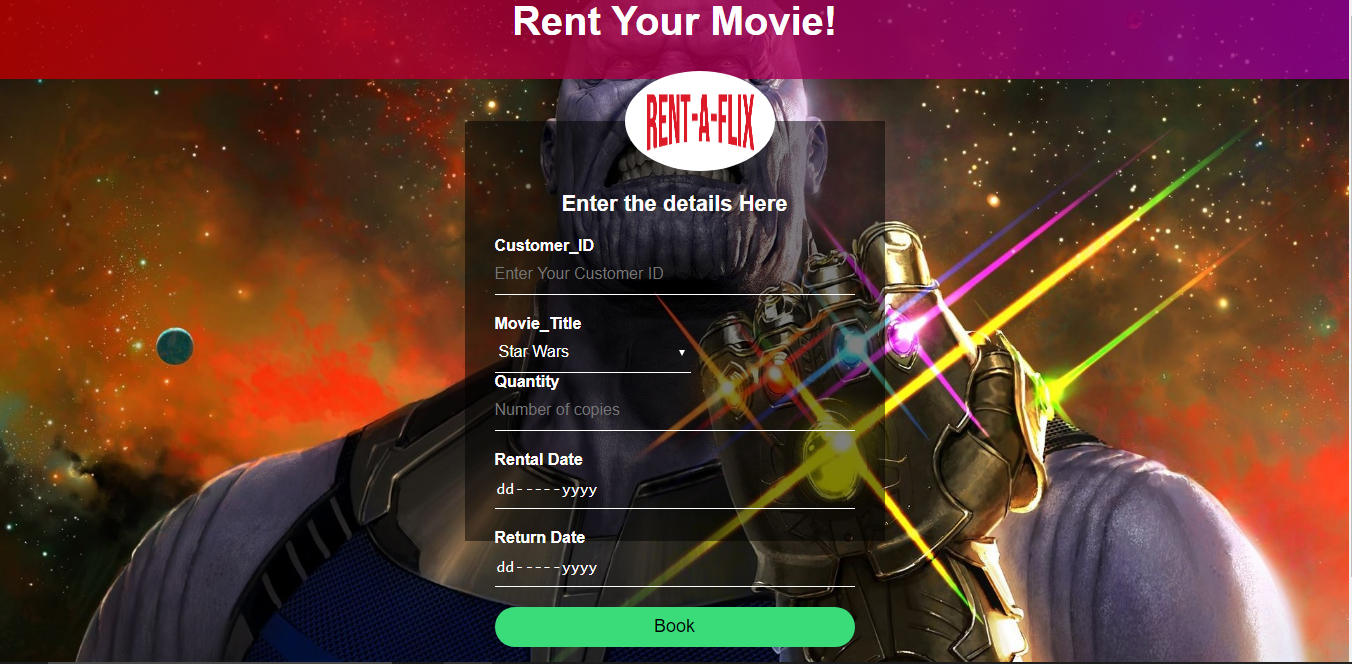 Rent Your Movie!
RENT-A-FLIX
Enter the details Here
Customer_ID
Enter Your Customer ID
Movie_Title
Star Wars
Quantity
Number of copies
Rental Date
dd-----yyyy
Return Date
dd-----yyyy
Book